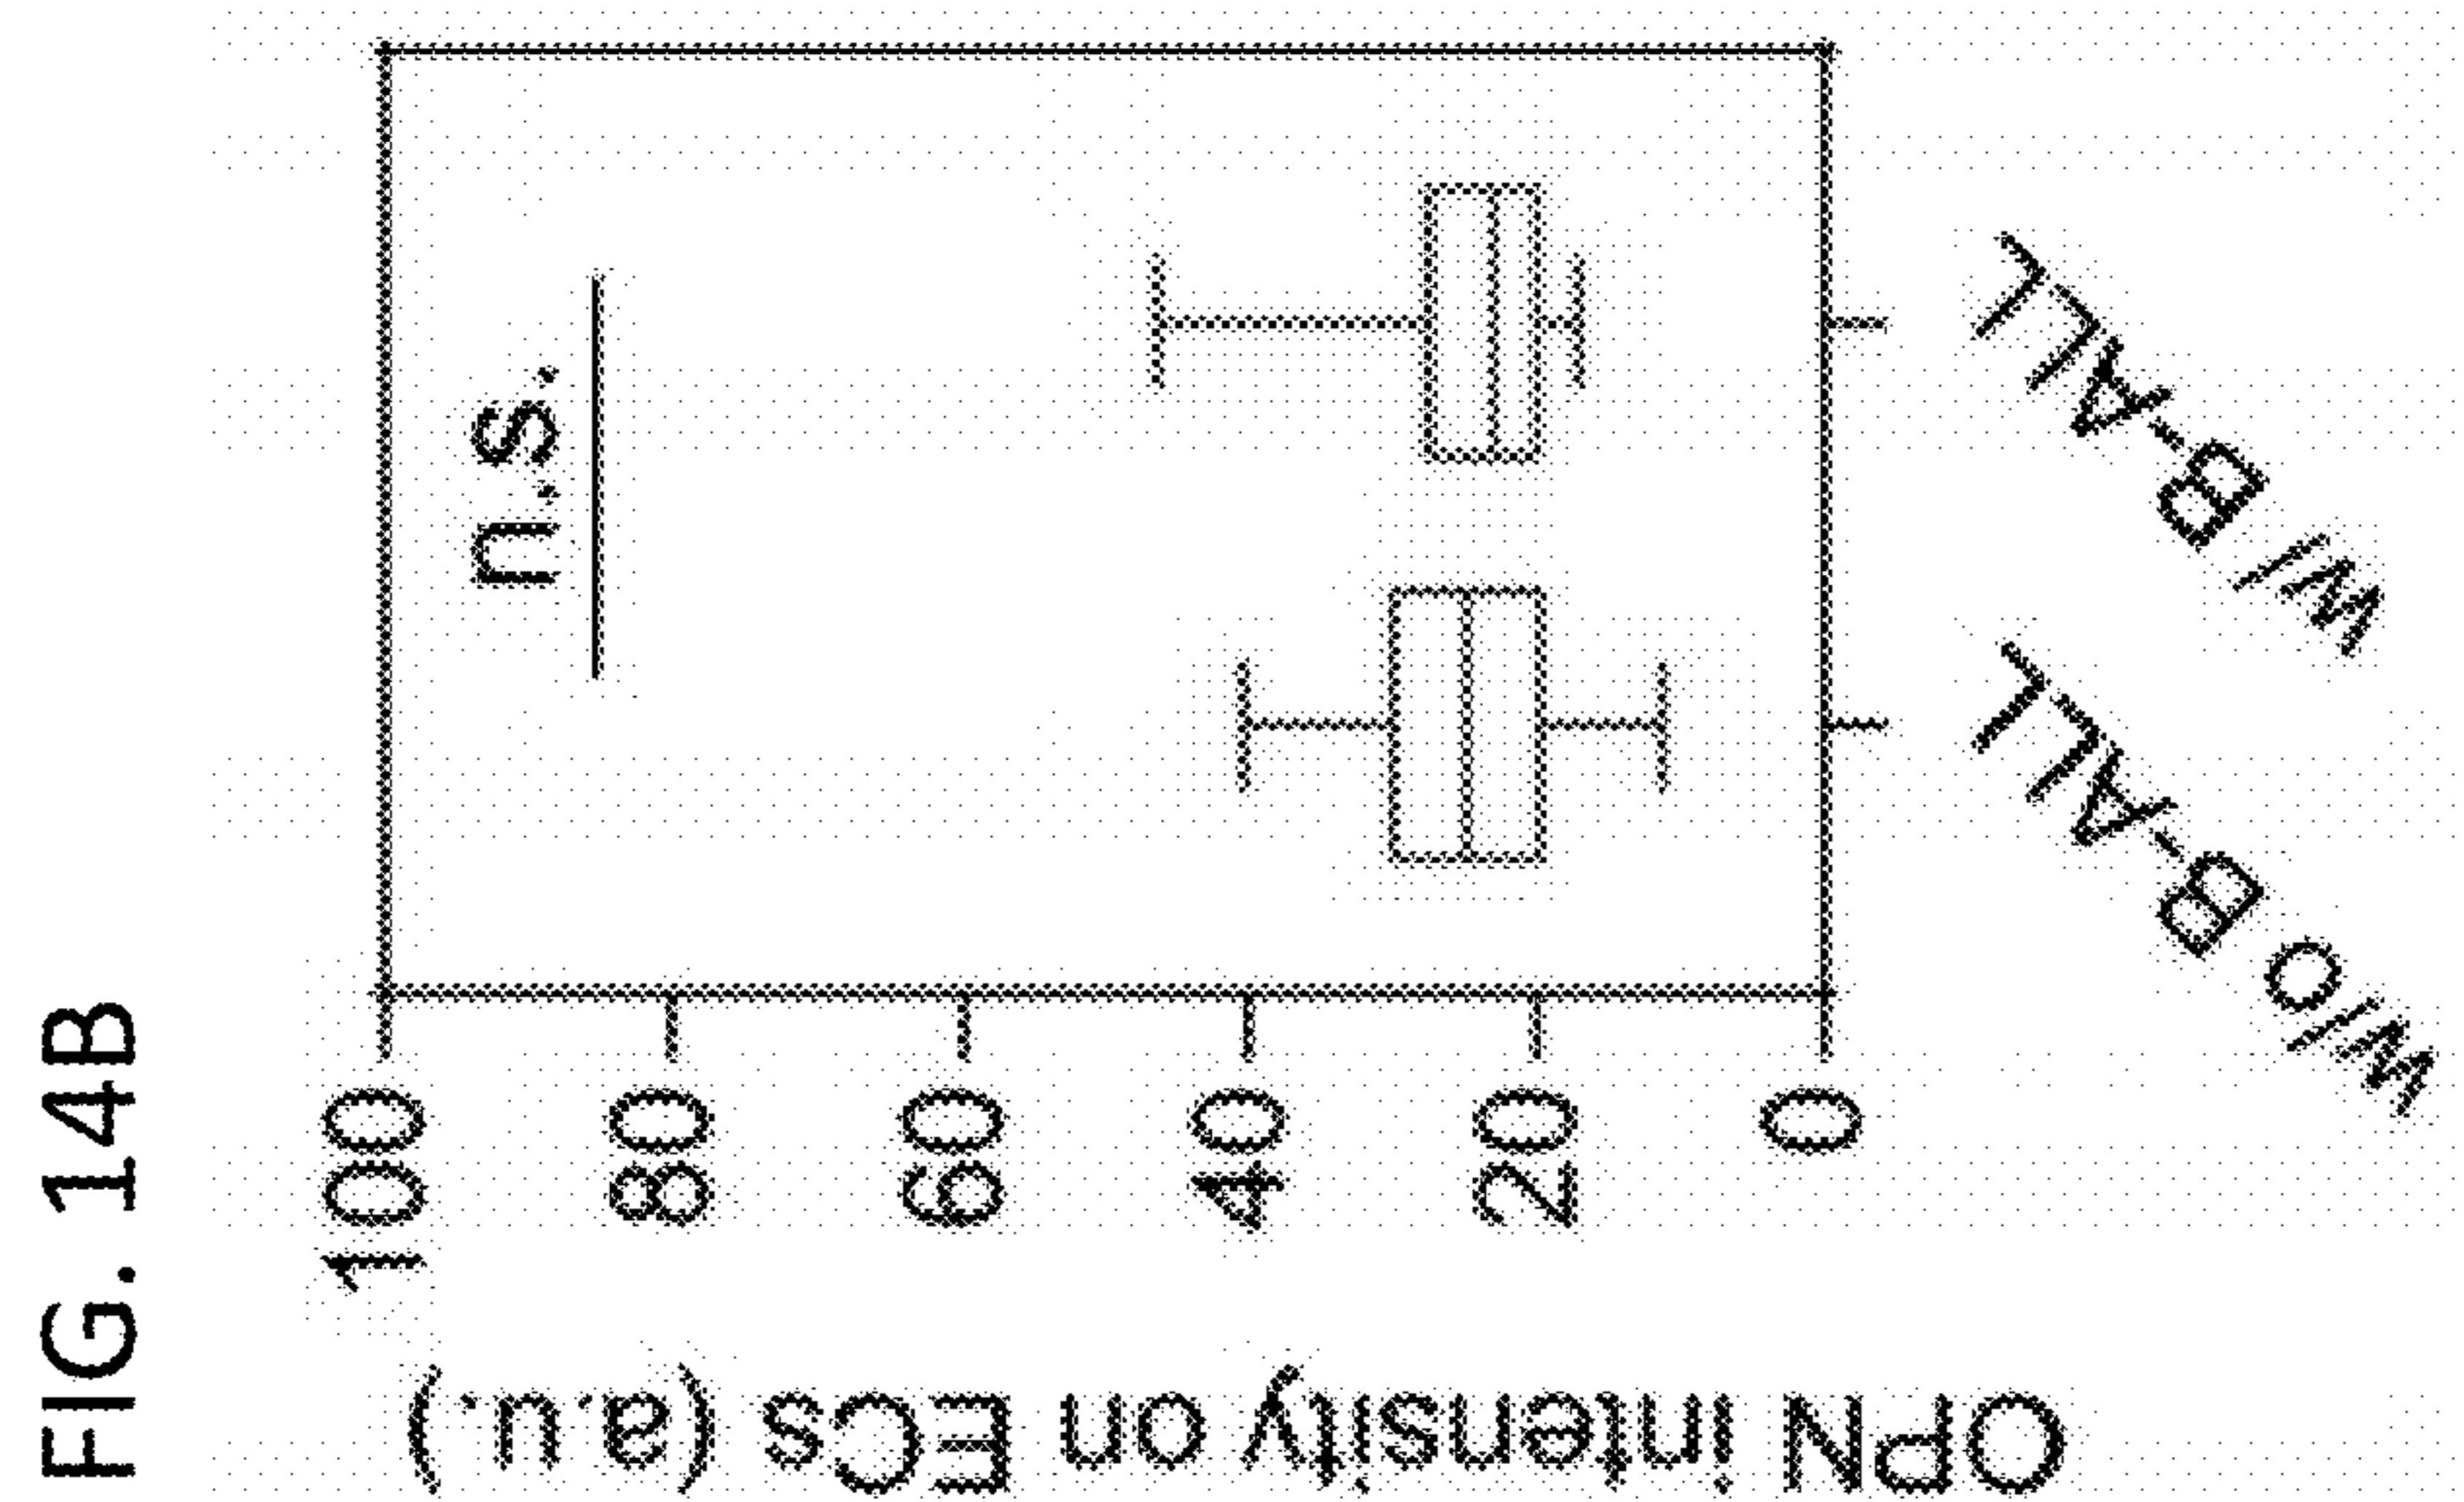 FIG. 14B
OPN intensity on ECs (a.u.)
100
80
60
40
20
0
n.s.
W/O B-ALL
W/ B-ALL